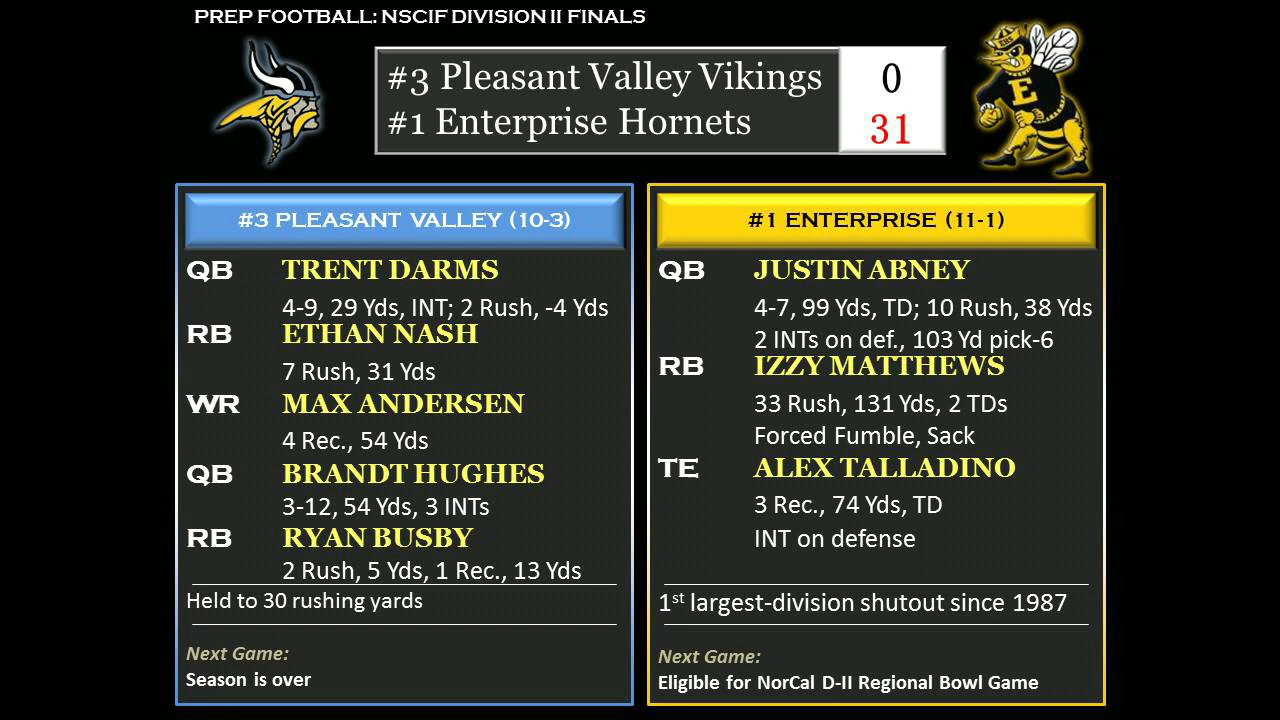 PREP FOOTBALL: NSCIF DIVISION II FINALS
#3 Pleasant Valley Vikings 0
#1 Enterprise Hornets 31
E
#3 PLEASANT VALLEY (10-3)
QB TRENT DARMS
4-9, 29 Yds, INT; 2 Rush, -4 Yds
RB ETHAN NASH
7 Rush, 31 Yds
WR MAX ANDERSEN
4 Rec., 54 Yds
QB BRANDT HUGHES
3-12, 54 Yds, 3 INTs
RB RYAN BUSBY
2 Rush, 5 Yds, 1 Rec., 13 Yds
Held to 30 rushing yards
Next Game:
Season is over
#1 ENTERPRISE (11-1)
QB JUSTIN ABNEY
4-7, 99 Yds, TD; 10 Rush, 38 Yds
2 INTs on def., 103 Yd pick-6
RB IZZY MATTHEWS
33 Rush, 131 Yds, 2 TDs
Forced Fumble, Sack
TE ALEX TALLADINO
3 Rec., 74 Yds, TD
INT on defense
1st largest-division shutout since 1987
Next Game:
Eligible for NorCal D-II Regional Bowl Game